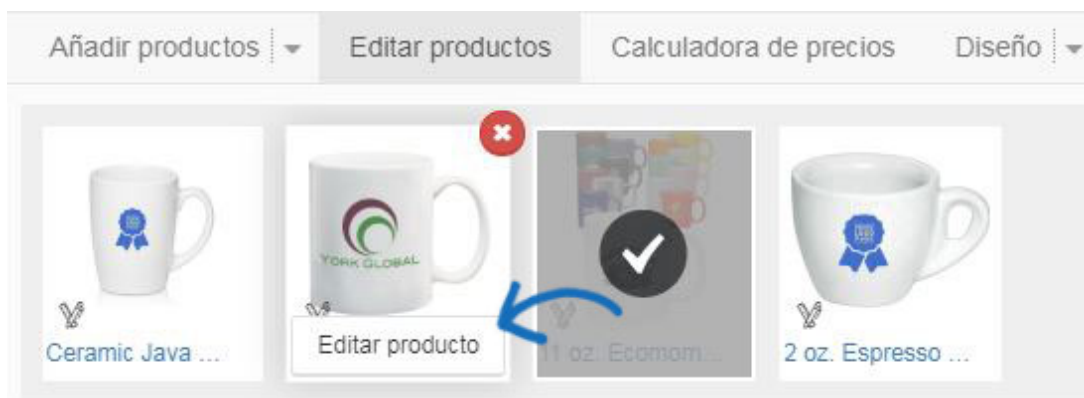 Añadir productos
Editar productos
Calculadora de precios
Diseño
YORK GLOBAL
Ceramic Java ...
Editar producto
11 oz. Ecomom...
2 oz. Espresso ...